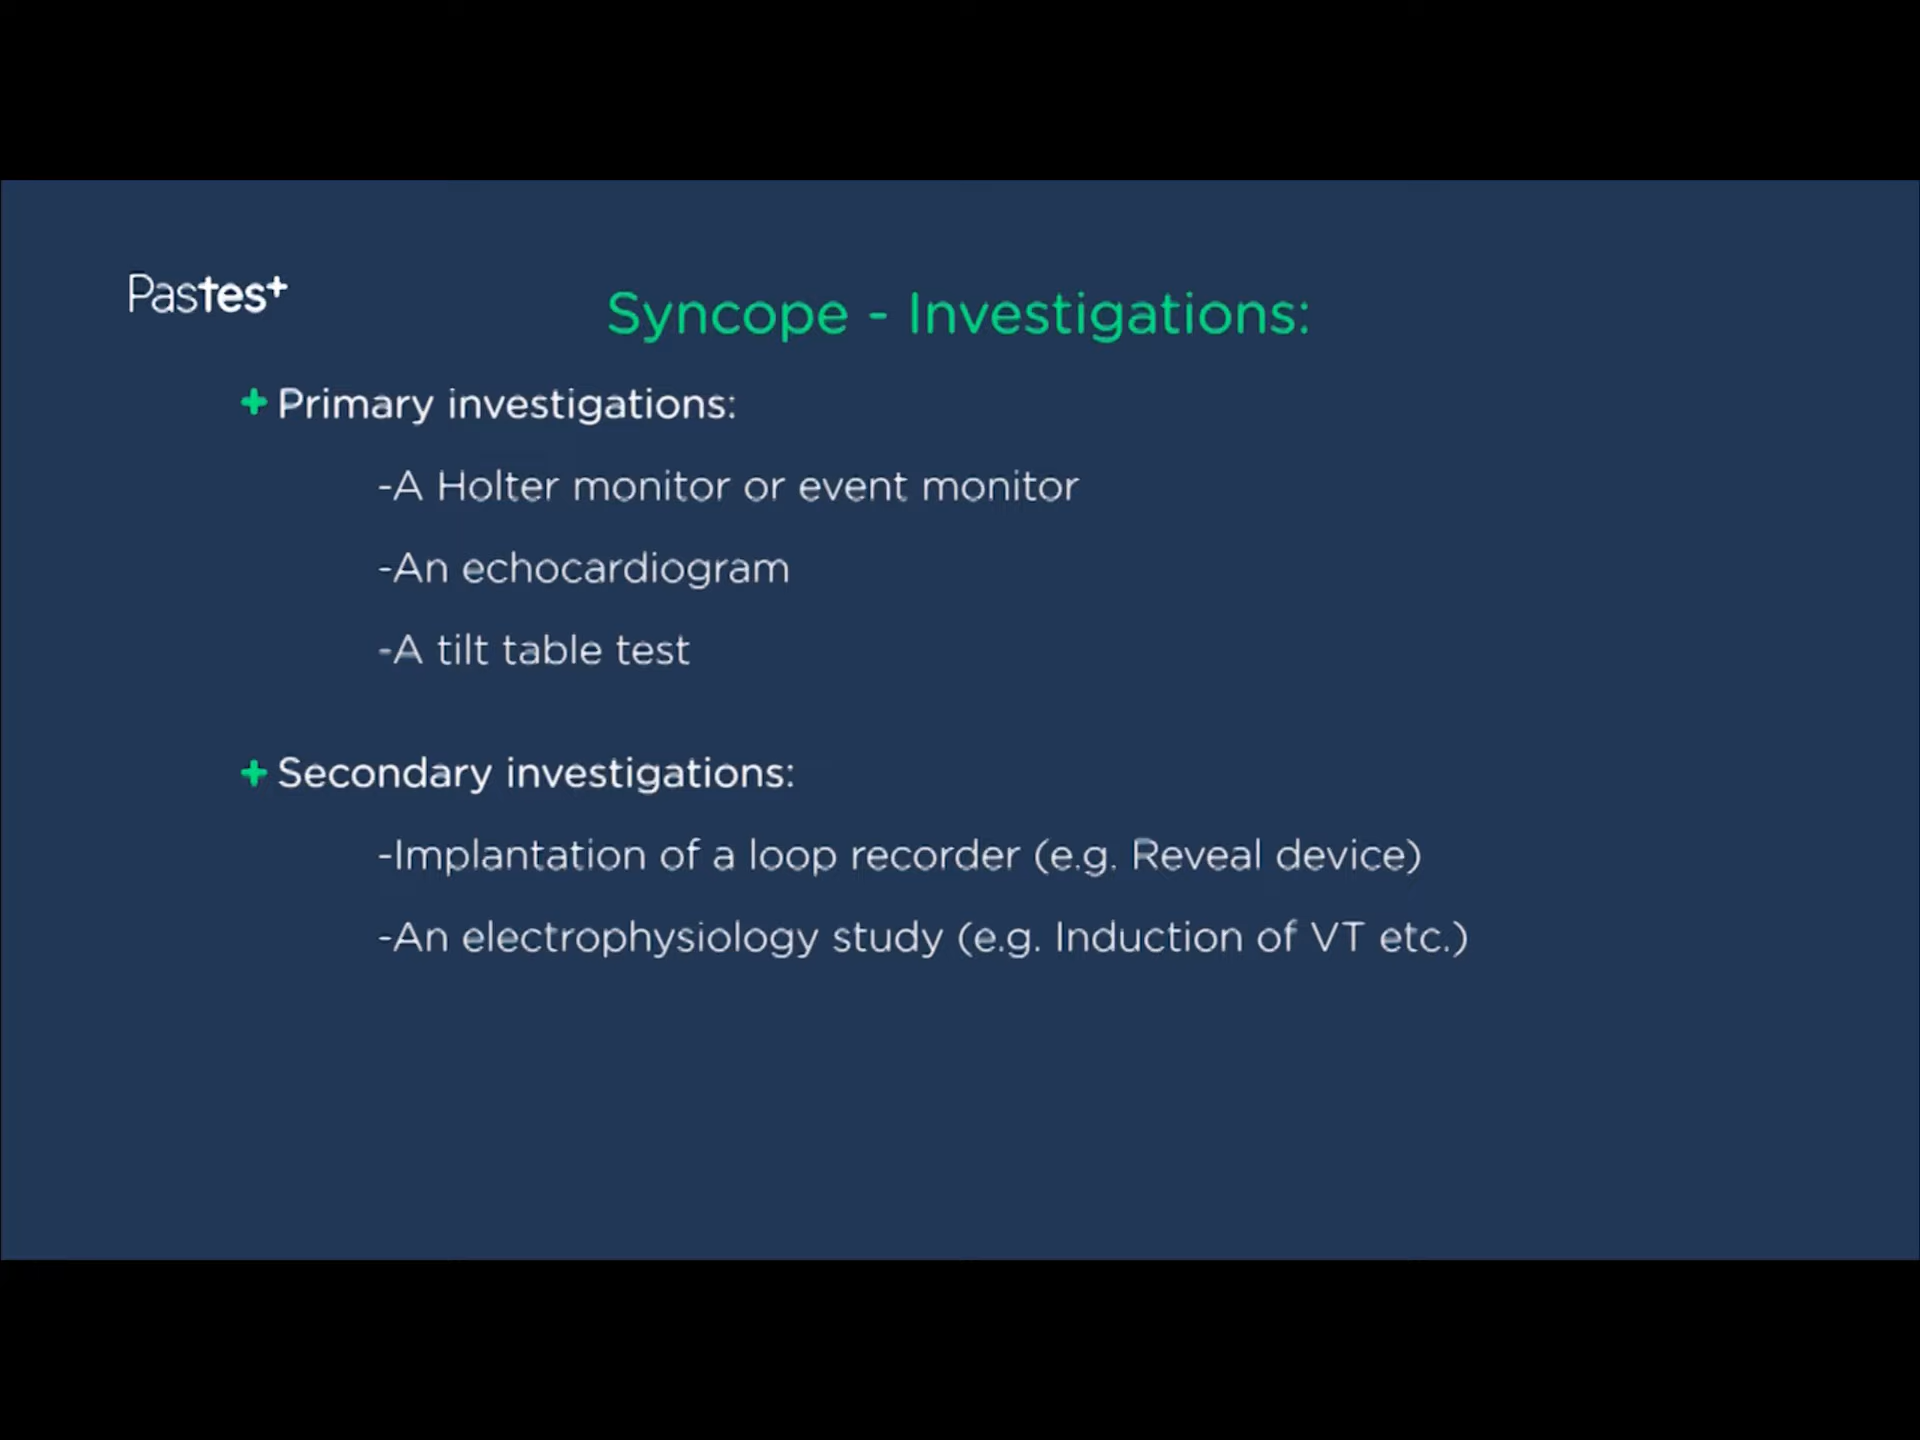 Pastes+
Syncope - Investigations:
+ Primary investigations:
-A Holter monitor or event monitor
-An echocardiogram
-A tilt table test
+ Secondary investigations:
-Implantation of a loop recorder (e.g. Reveal device)
-An electrophysiology study (e.g. Induction of VT etc.)